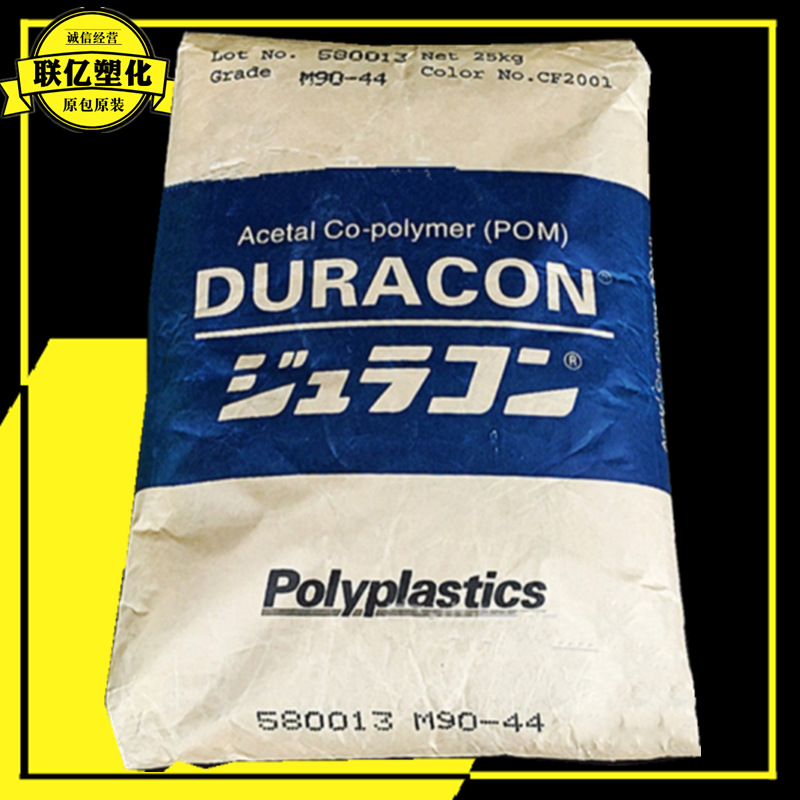 诚信经营
联亿塑化
原包原装
Lot No. 580013 Net 25kg
Grade M90-44 Color No.CF2001
Acetal Co-polymer (POM)
DURACON®
ジュラコン®
Polyplastics
580013 M90-44